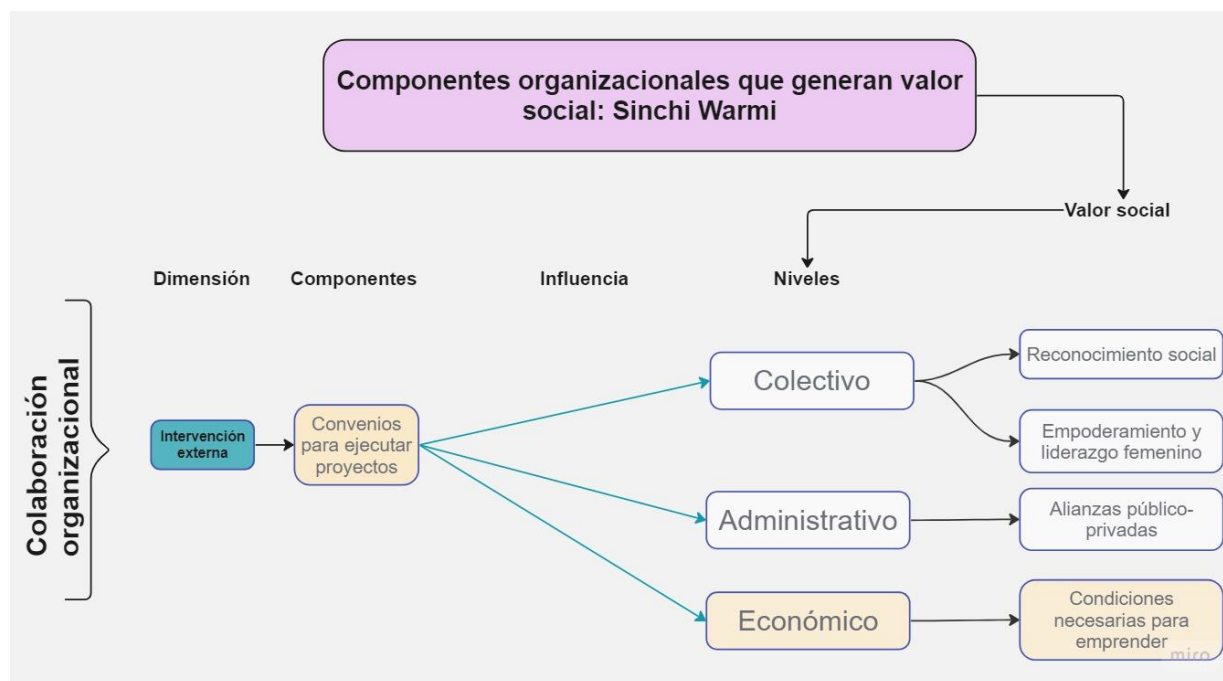 Componentes organizacionales que generan valor
social: Sinchi Warmi
Valor social
Dimensión
Componentes
Influencia
Niveles
Colaboración
organizacional
Intervención
externa
Convenios
para ejecutar
proyectos
Colectivo
Reconocimiento social
Empoderamiento y
liderazgo femenino
Administrativo
Alianzas público-
privadas
Económico
Condiciones
necesarias para
emprender
miro